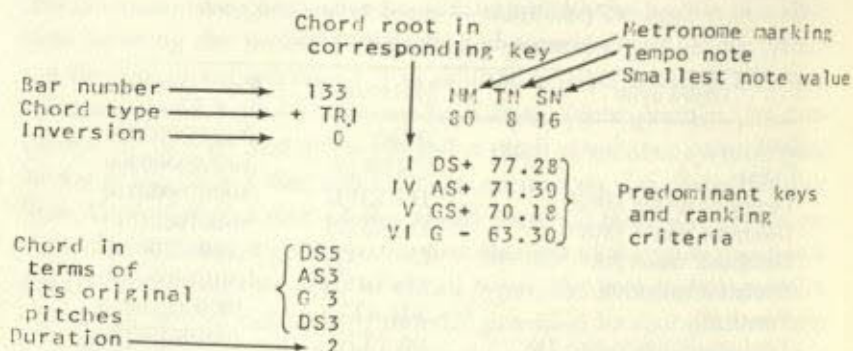 Chord root in
corresponding key
Metronome marking
Tempo note
Smallest note value
Bar number 133 MM TN SN
Chord type + TRJ 80 8 16
Inversion 0
I DS+ 77.28
IV AS+ 71.39
V GS+ 70.18
VI G - 63.30
Predominant keys
and ranking
criteria
Chord in
terms of
its original
pitches
DS5
AS3
G 3
DS3
Duration 2